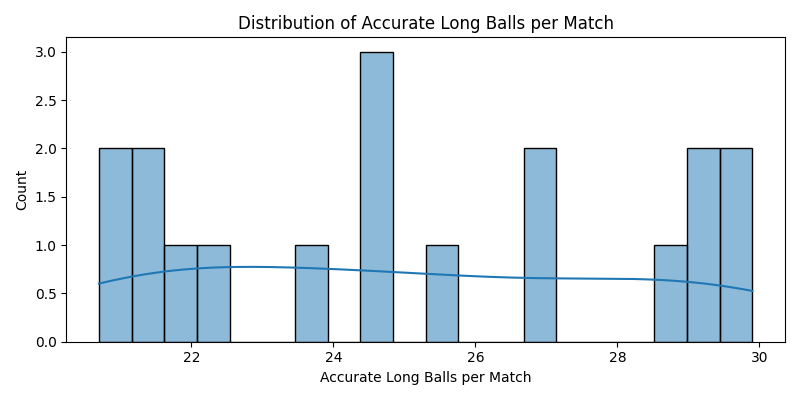 Distribution of Accurate Long Balls per Match
Count
3.0
2.5
2.0
1.5
1.0
0.5
0.0
22 24 26 28 30
Accurate Long Balls per Match